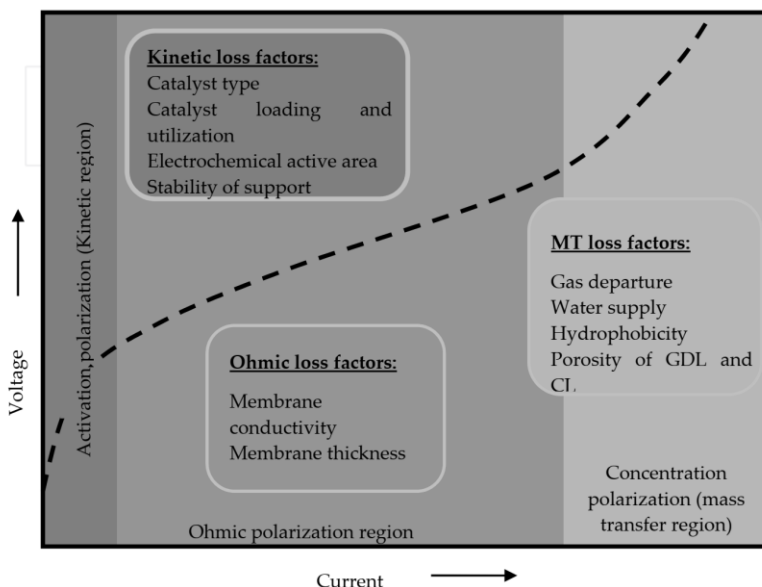 Kinetic loss factors:
Catalyst type
Catalyst loading and
utilization
Electrochemical active area
Stability of support
Activation polarization (Kinetic region)
MT loss factors:
Gas departure
Water supply
Hydrophobicity
Porosity of GDL and
CL
Ohmic loss factors:
Membrane
conductivity
Membrane thickness
Voltage
Concentration
polarization (mass
transfer region)
Ohmic polarization region
Current